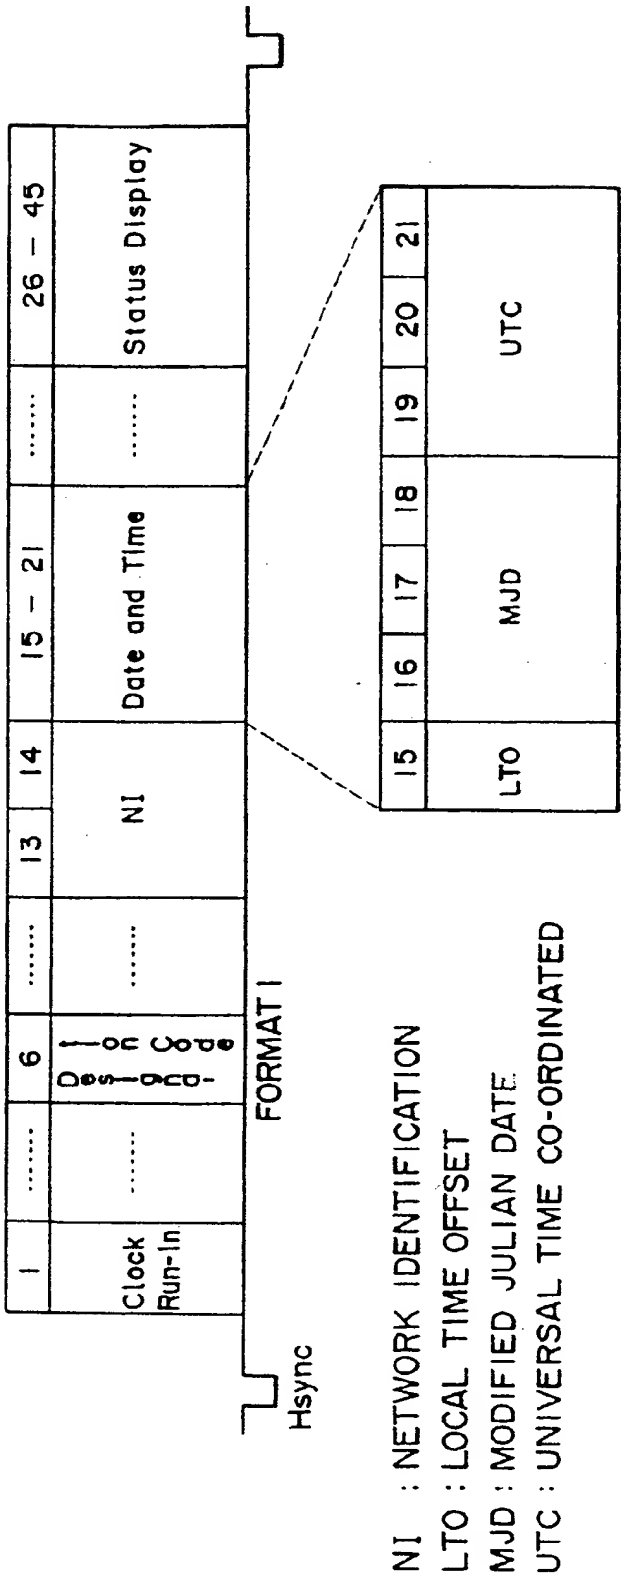 1 ....... 6 ....... 13 14 15 - 21 ....... 26 - 45
Clock
Run-In
.......
Designa-
tion Code
.......
NI
Date and Time
.......
Status Display
Hsync
FORMAT 1
15 16 17 18 19 20 21
LTO MJD UTC
NI : NETWORK IDENTIFICATION
LTO : LOCAL TIME OFFSET
MJD : MODIFIED JULIAN DATE
UTC : UNIVERSAL TIME CO-ORDINATED